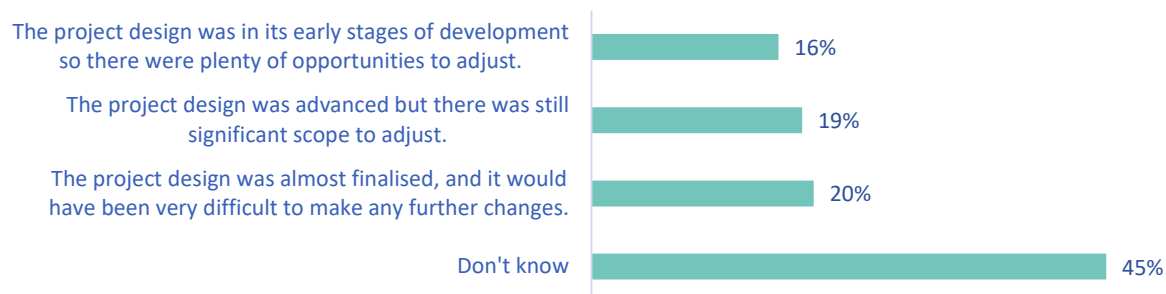 The project design was in its early stages of development
so there were plenty of opportunities to adjust.
16%
The project design was advanced but there was still
significant scope to adjust.
19%
The project design was almost finalised, and it would
have been very difficult to make any further changes.
20%
Don't know
45%